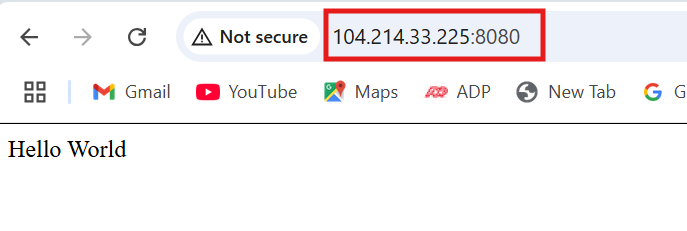 Not secure 104.214.33.225:8080
Gmail YouTube Maps ADP New Tab G
Hello World